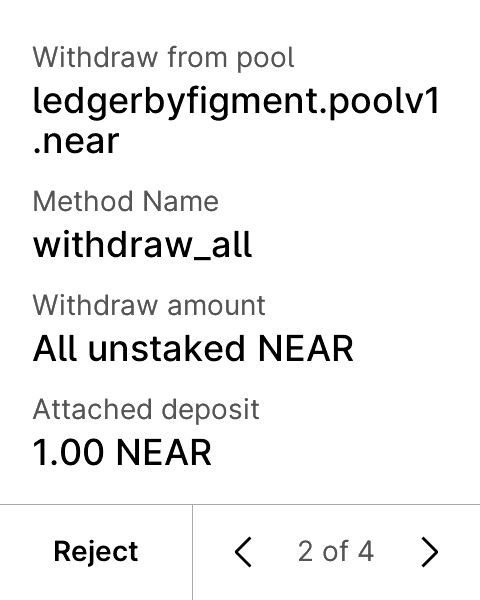 Withdraw from pool
ledgerbyfigment.poolv1
.near
Method Name
withdraw_all
Withdraw amount
All unstaked NEAR
Attached deposit
1.00 NEAR
Reject
2 of 4